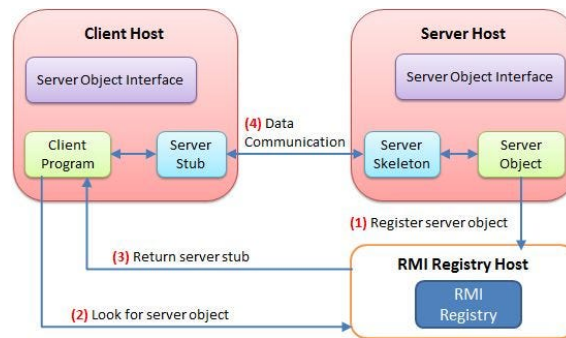 Client Host
Server Object Interface
Client
Program
Server
Stub
(4) Data
Communication
Server Host
Server Object Interface
Server
Skeleton
Server
Object
(1) Register server object
(3) Return server stub
RMI Registry Host
RMI
Registry
(2) Look for server object